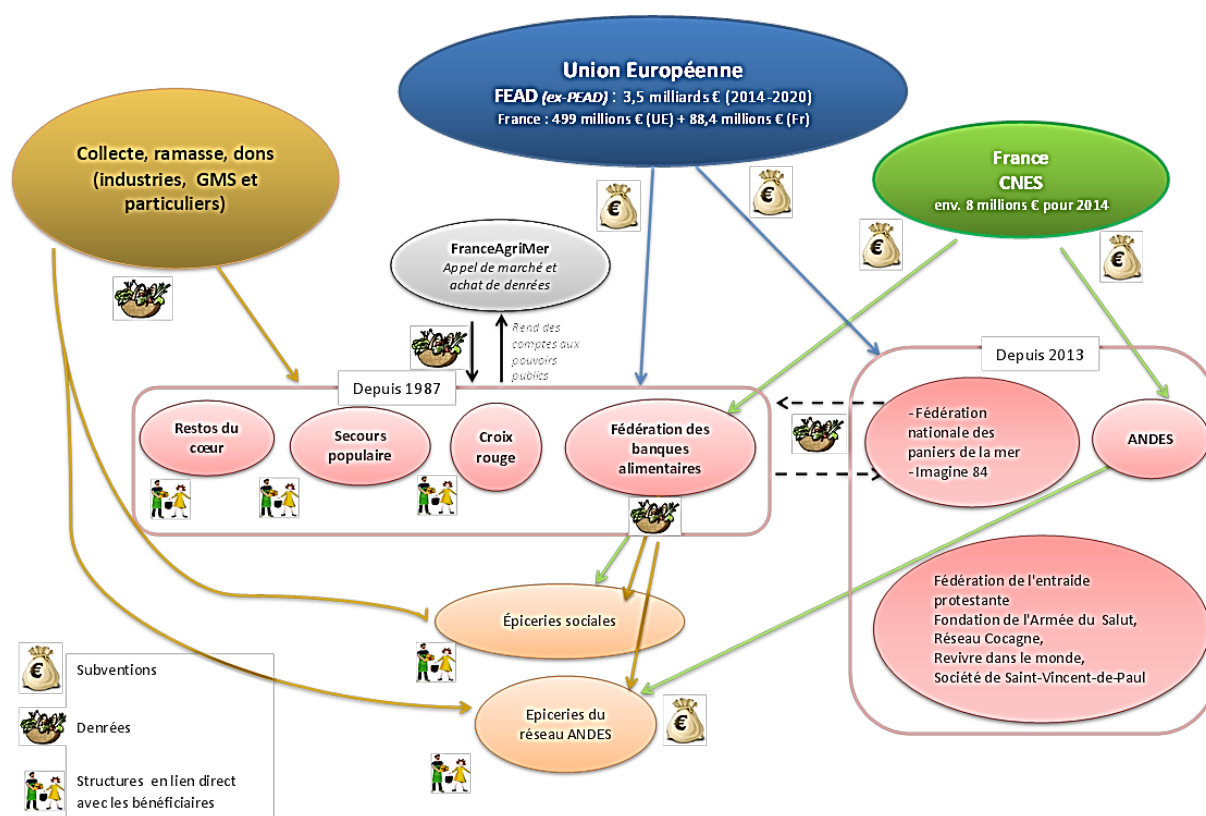 Union Européenne
FEAD (ex-PEAD) : 3,5 milliards € (2014-2020)
France : 499 millions € (UE) + 88,4 millions € (Fr)
Collecte, ramasse, dons
(industries, GMS et
particuliers)
France
CNES
env. 8 millions € pour 2014
FranceAgriMer
Appel de marché et
achat de denrées
Rend des
comptes aux
pouvoirs
publics
Depuis 1987
Depuis 2013
Restos du
cœur
Secours
populaire
Croix
rouge
Fédération des
banques
alimentaires
-Fédération
nationale des
paniers de la mer
-Imagine 84
ANDES
Fédération de l'entraide
protestante
Fondation de l'Armée du Salut,
Réseau Cocagne,
Revivre dans le monde,
Société de Saint-Vincent-de-Paul
Épiceries sociales
Epiceries du
réseau ANDES
Subventions
Denrées
Structures en lien direct
avec les bénéficiaires